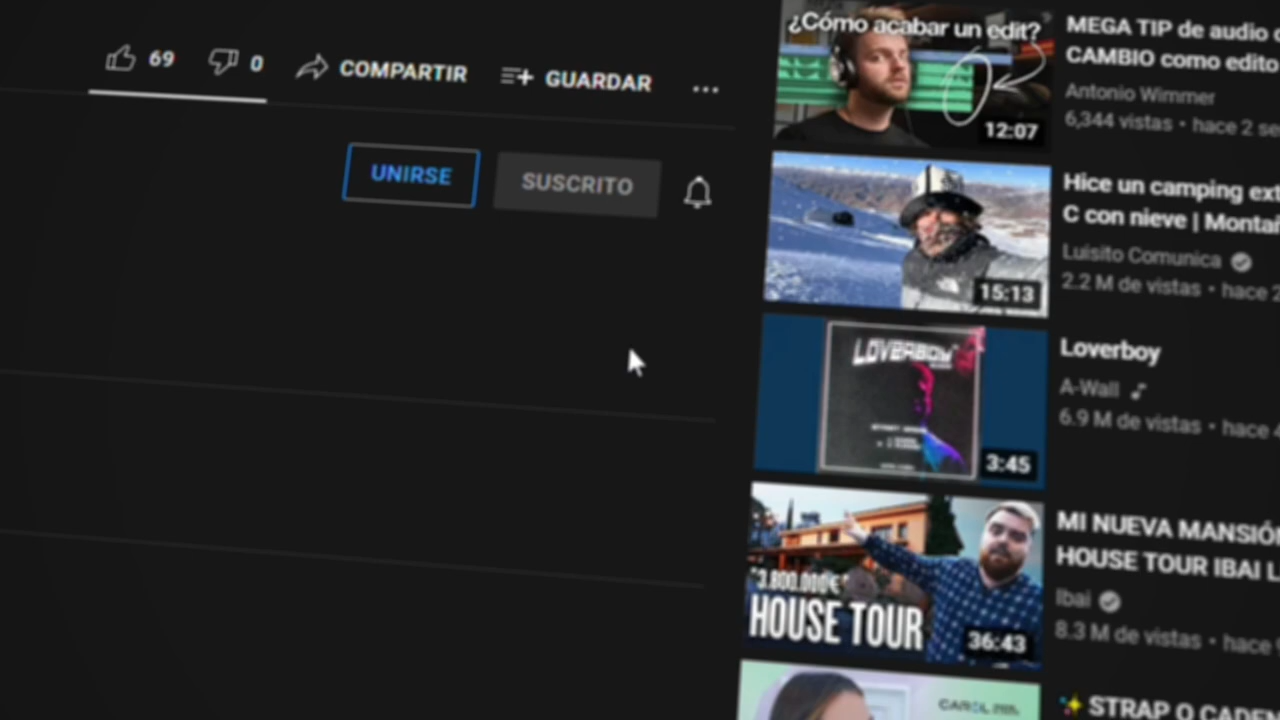 69
0
COMPARTIR
GUARDAR
UNIRSE
SUSCRITO
¿Cómo acabar un edit?
12:07
MEGA TIP de audio
CAMBIO como edito
Antonio Wimmer
6,344 vistas • hace 2
15:13
Hice un camping
C con nieve |
Luisito Comunica
2.2 M de vistas • hace
LOVERBOY
3:45
Loverboy
A-Wall
6.9 M de vistas • hace
3.800.000€
HOUSE TOUR
36:43
MI NUEVA MANSIÓN
HOUSE TOUR IBAI
Ibai
8.3 M de vistas • hace
STRAP O